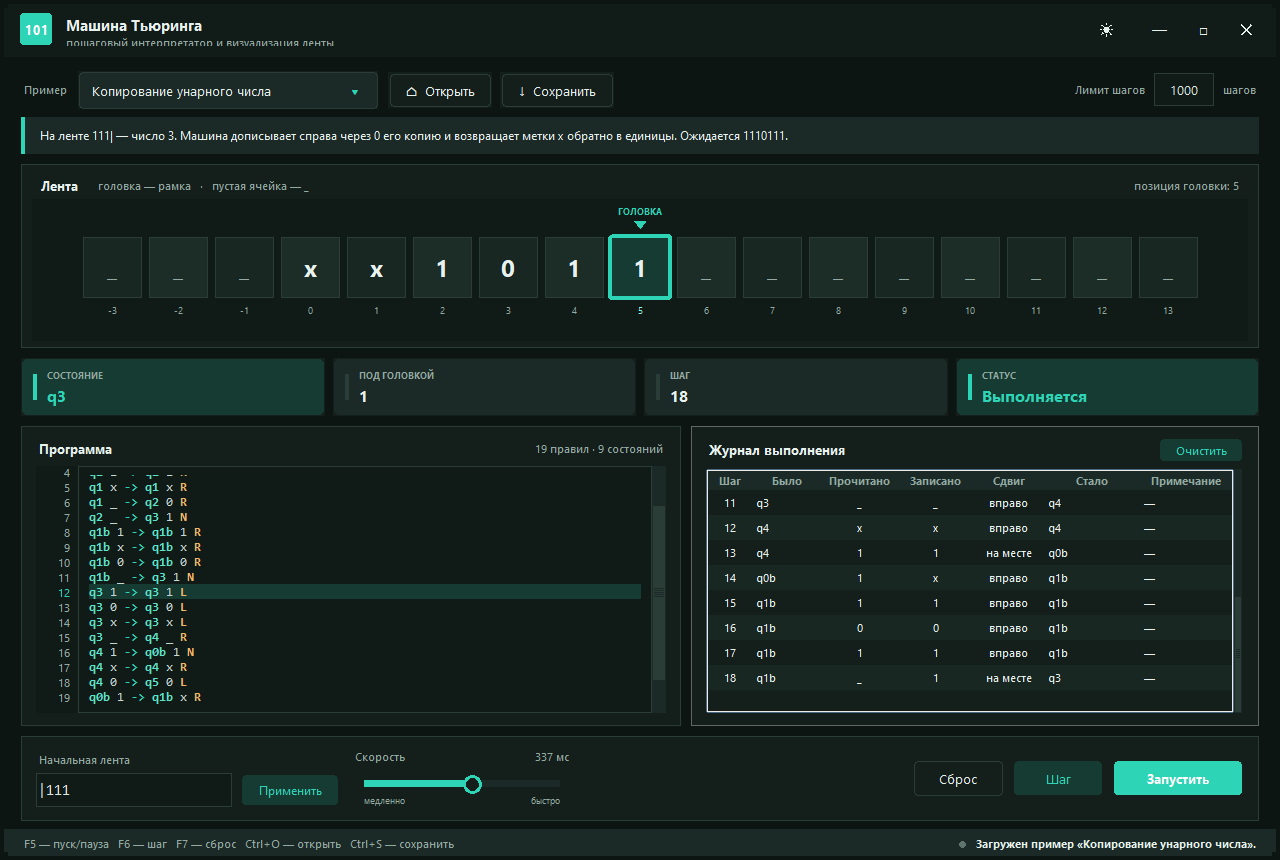 101 Машина Тьюринга
пошаговый интерпретатор и визуализация ленты
Пример Копирование унарного числа Открыть ↓ Сохранить Лимит шагов 1000 шагов
На ленте 111| — число 3. Машина дописывает справа через 0 его копию и возвращает метки x обратно в единицы. Ожидается 1110111.
Лента головка — рамка · пустая ячейка — _ позиция головки: 5
ГОЛОВКА
_ _ _ x x 1 0 1 1 _ _ _ _ _ _ _ _
-3 -2 -1 0 1 2 3 4 5 6 7 8 9 10 11 12 13
СОСТОЯНИЕ ПОД ГОЛОВКОЙ ШАГ СТАТУС
q3 1 18 Выполняется
Программа 19 правил · 9 состояний
4
5 q1 x -> q1 x R
6 q1 _ -> q2 0 R
7 q2 _ -> q3 1 N
8 q1b 1 -> q1b 1 R
9 q1b x -> q1b x R
10 q1b 0 -> q1b 0 R
11 q1b _ -> q3 1 N
12 q3 1 -> q3 1 L
13 q3 0 -> q3 0 L
14 q3 x -> q3 x L
15 q3 _ -> q4 _ R
16 q4 1 -> q0b 1 N
17 q4 x -> q4 x R
18 q4 0 -> q5 0 L
19 q0b 1 -> q1b x R
Журнал выполнения Очистить
Шаг Было Прочитано Записано Сдвиг Стало Примечание
11 q3 _ _ вправо q4 —
12 q4 x x вправо q4 —
13 q4 1 1 на месте q0b —
14 q0b 1 x вправо q1b —
15 q1b 1 1 вправо q1b —
16 q1b 0 0 вправо q1b —
17 q1b 1 1 вправо q1b —
18 q1b _ 1 на месте q3 —
Начальная лента Скорость 337 мс
|111 Применить Сброс Шаг Запустить
медленно быстро
F5 — пуск/пауза F6 — шаг F7 — сброс Ctrl+O — открыть Ctrl+S — сохранить Загружен пример «Копирование унарного числа».